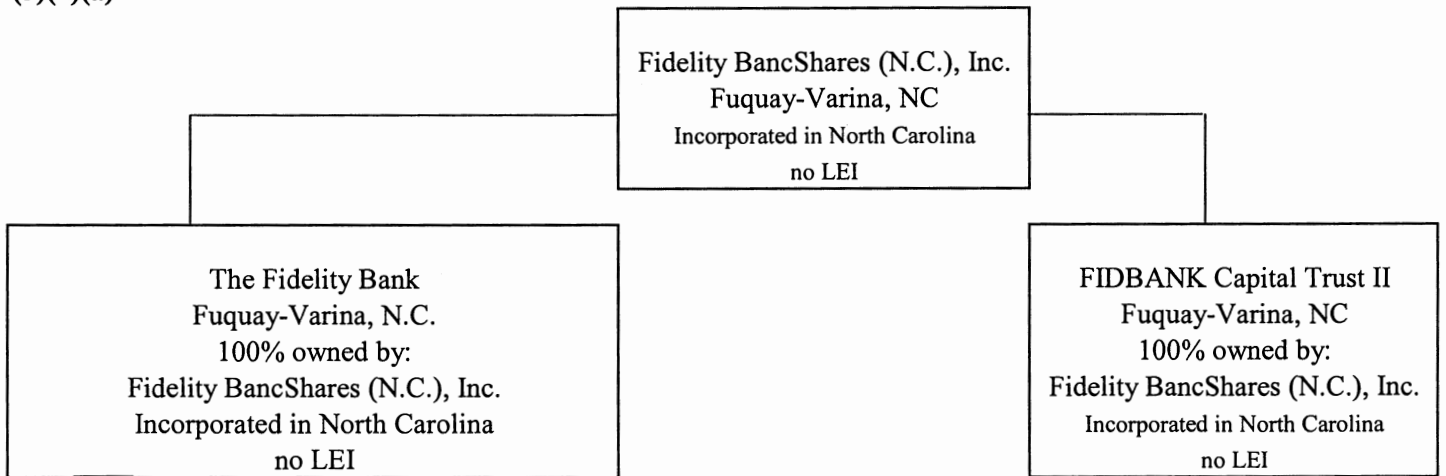 Fidelity BancShares (N.C.), Inc.
Fuquay-Varina, NC
Incorporated in North Carolina
no LEI
The Fidelity Bank
Fuquay-Varina, N.C.
100% owned by:
Fidelity BancShares (N.C.), Inc.
Incorporated in North Carolina
no LEI
FIDBANK Capital Trust II
Fuquay-Varina, NC
100% owned by:
Fidelity BancShares (N.C.), Inc.
Incorporated in North Carolina
no LEI